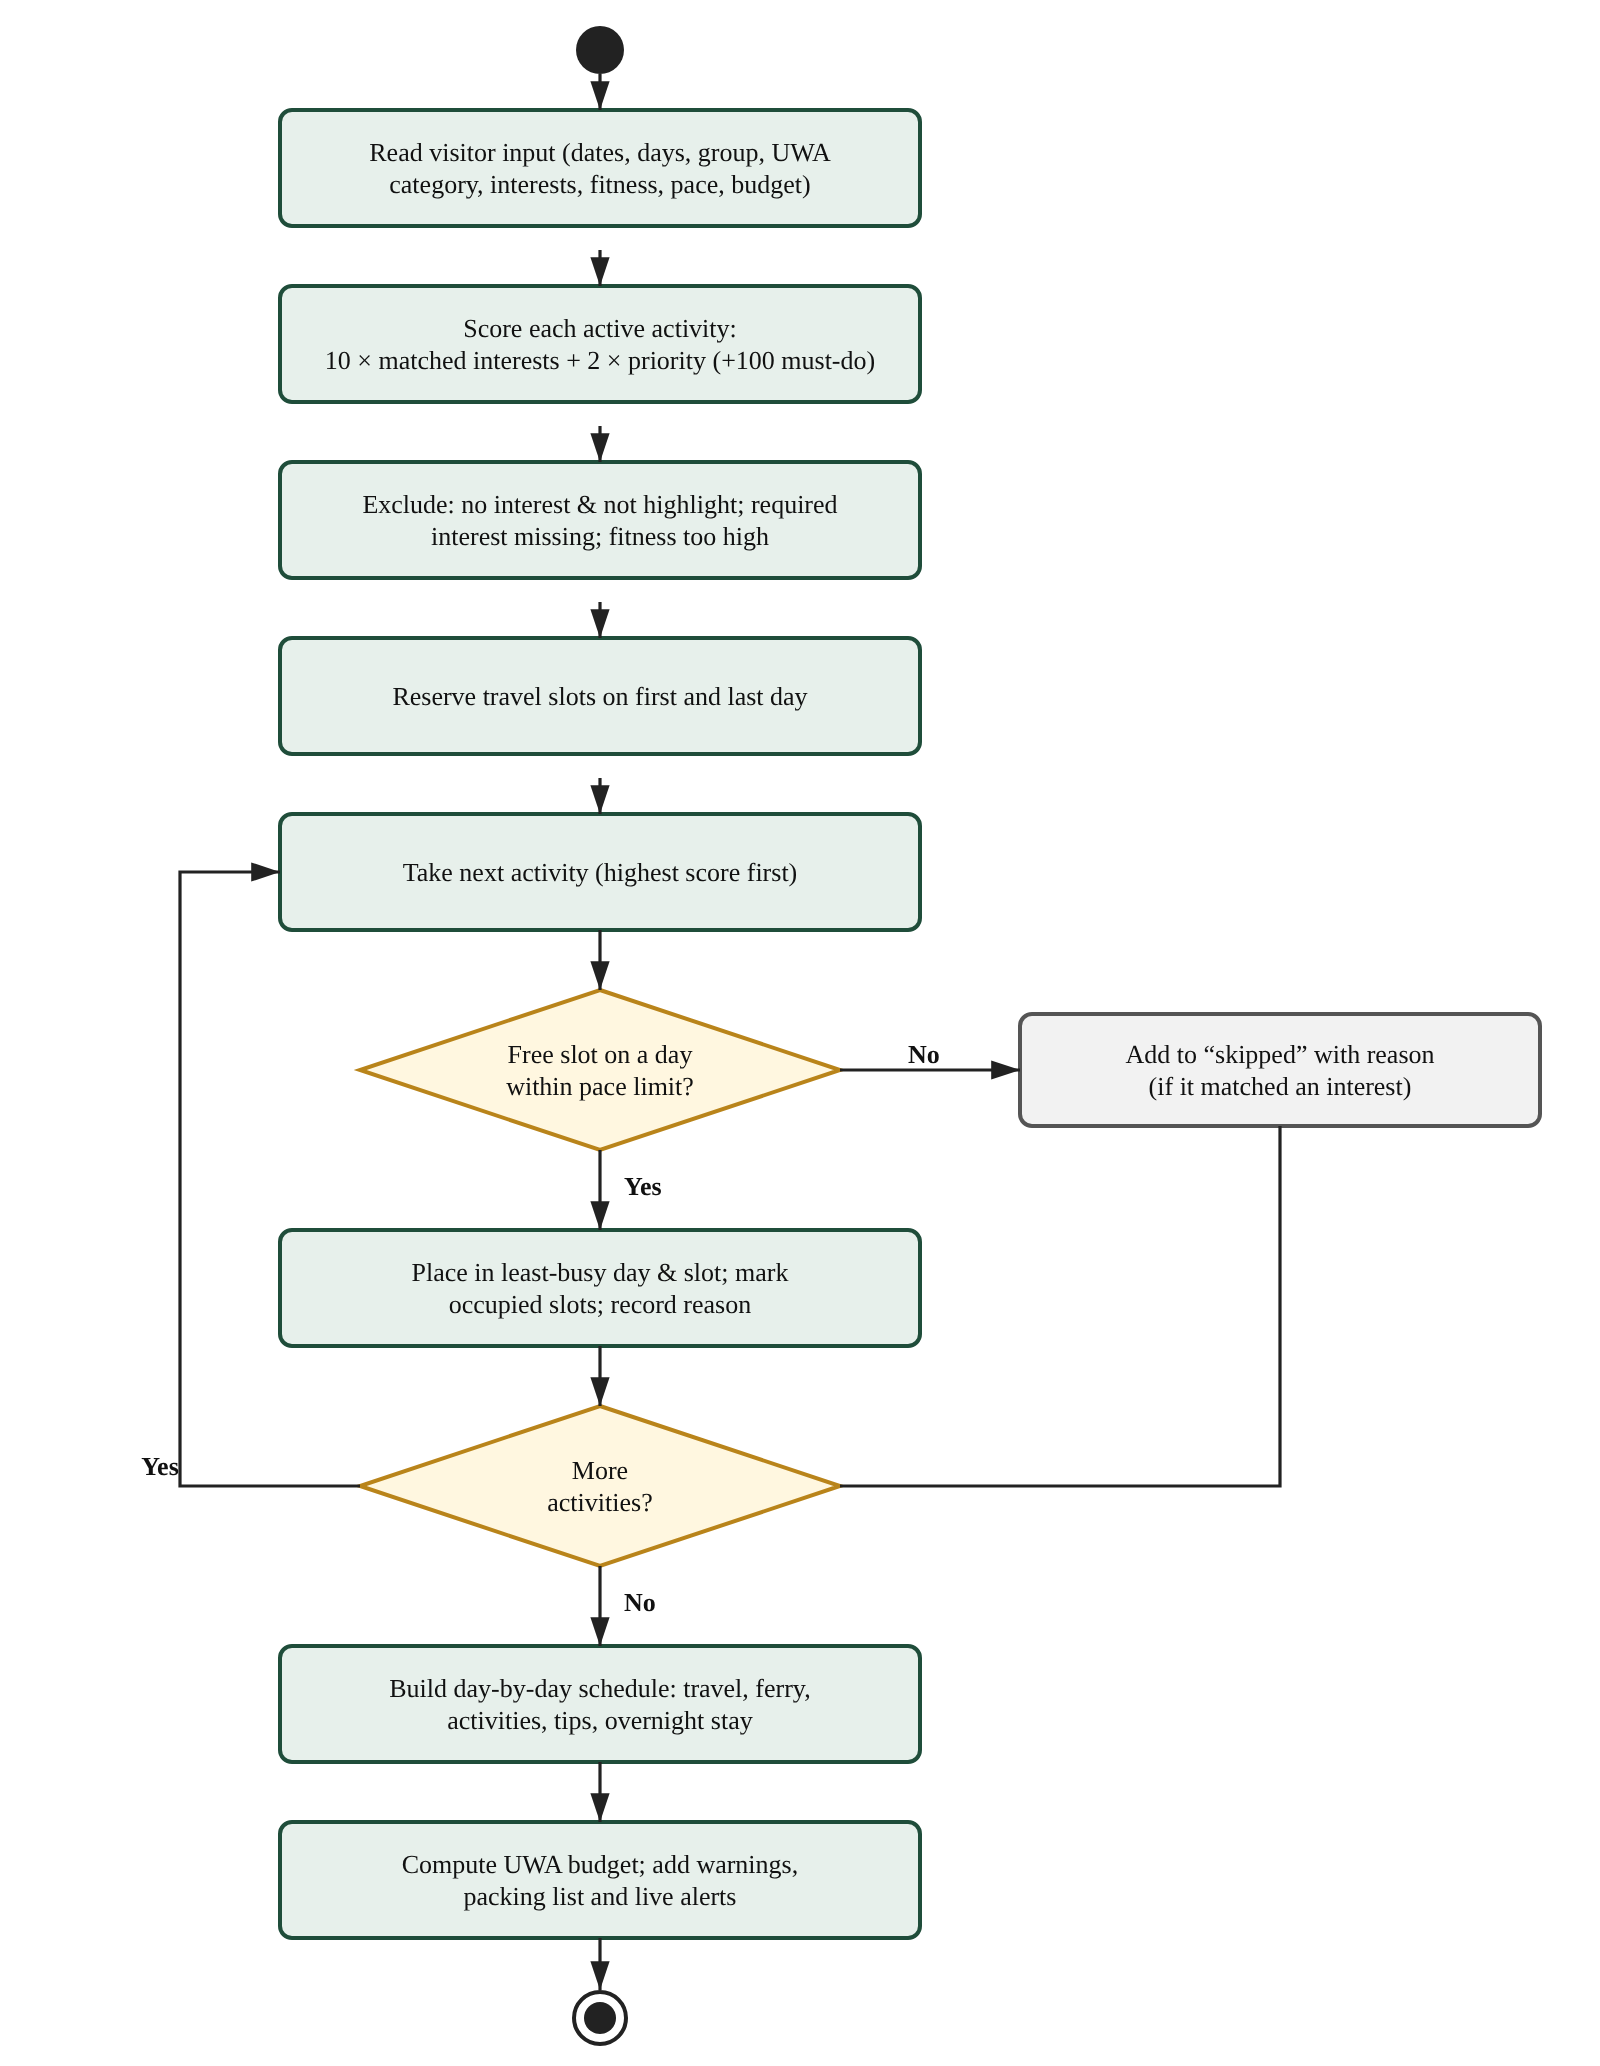 Read visitor input (dates, days, group, UWA
category, interests, fitness, pace, budget)
Score each active activity:
10 × matched interests + 2 × priority (+100 must-do)
Exclude: no interest & not highlight; required
interest missing; fitness too high
Reserve travel slots on first and last day
Take next activity (highest score first)
Free slot on a day
within pace limit?
No
Add to “skipped” with reason
(if it matched an interest)
Yes
Place in least-busy day & slot; mark
occupied slots; record reason
Yes
More
activities?
No
Build day-by-day schedule: travel, ferry,
activities, tips, overnight stay
Compute UWA budget; add warnings,
packing list and live alerts